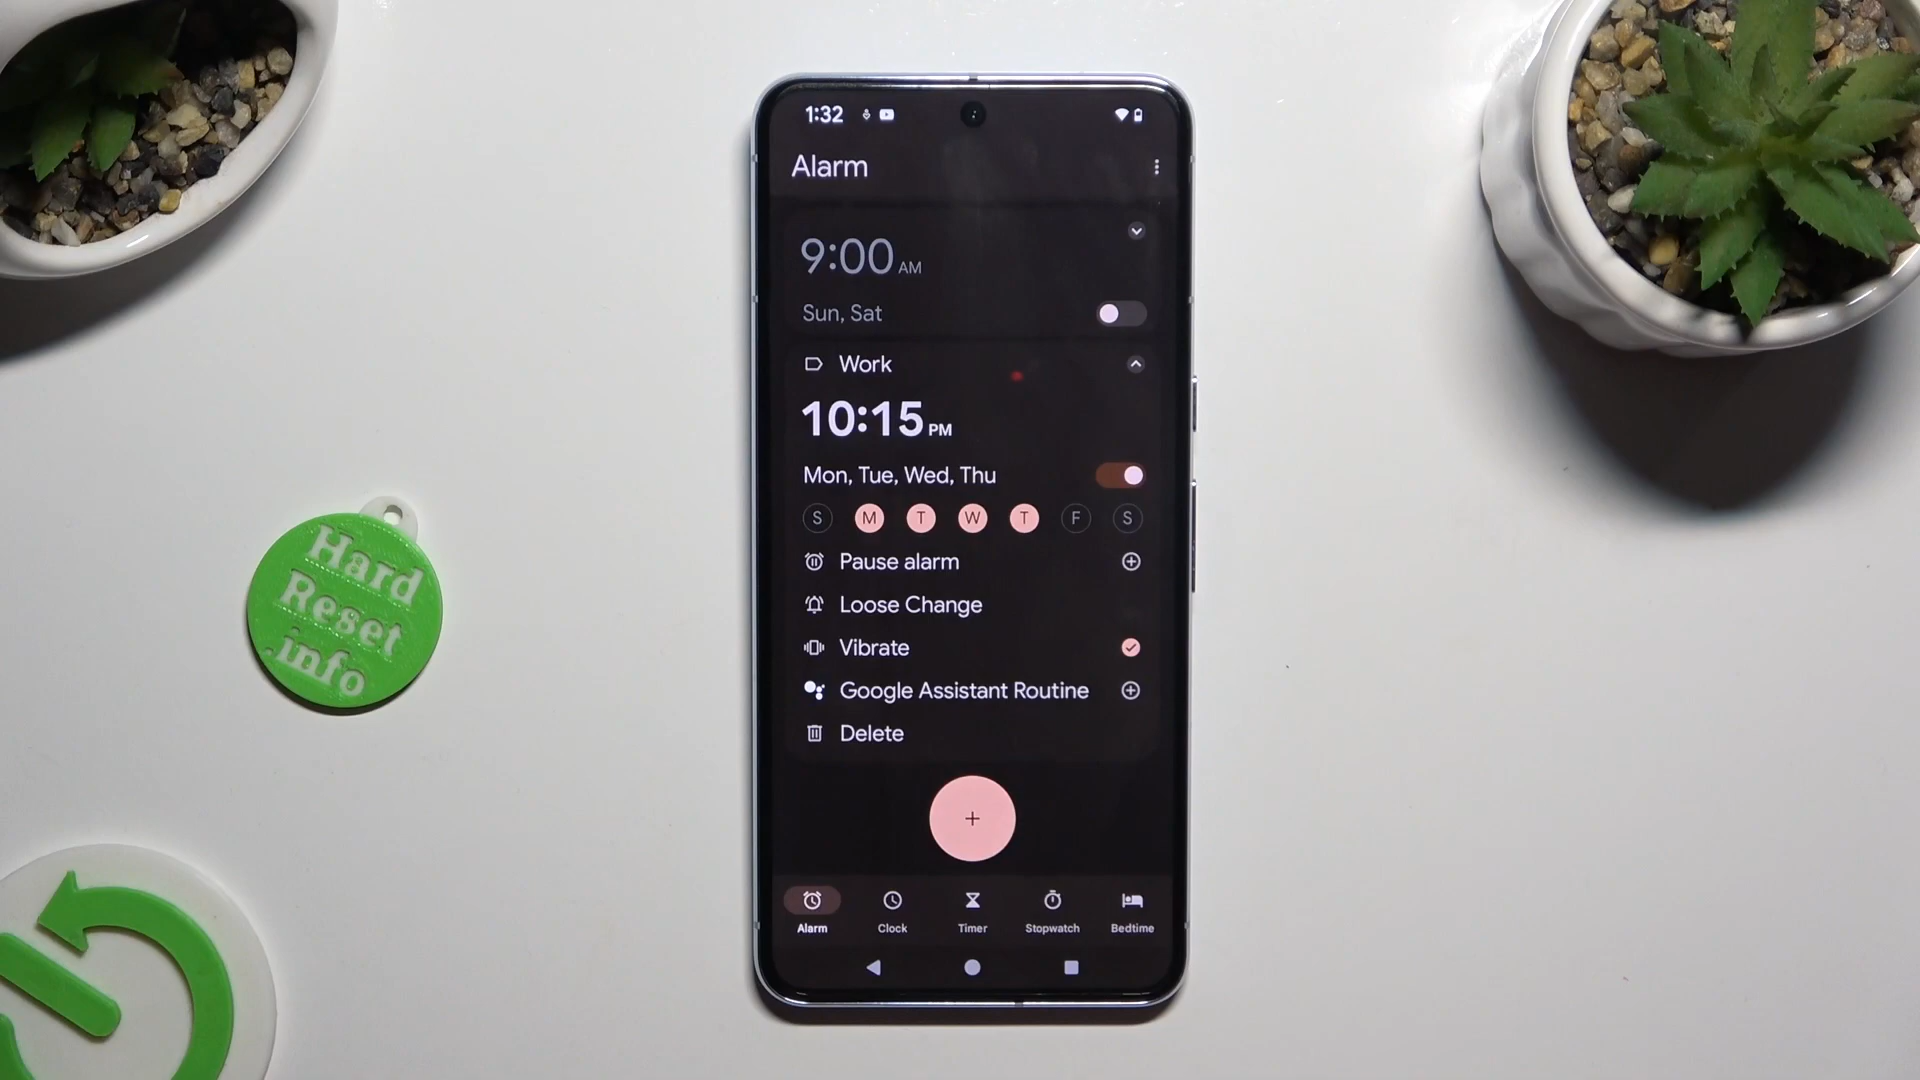 1:32
Alarm
9:00 AM
Sun, Sat
Work
10:15 PM
Mon, Tue, Wed, Thu
S M T W T F S
Pause alarm
Loose Change
Vibrate
Google Assistant Routine
Delete
Alarm Clock Timer Stopwatch Bedtime
Hard
Reset
.info